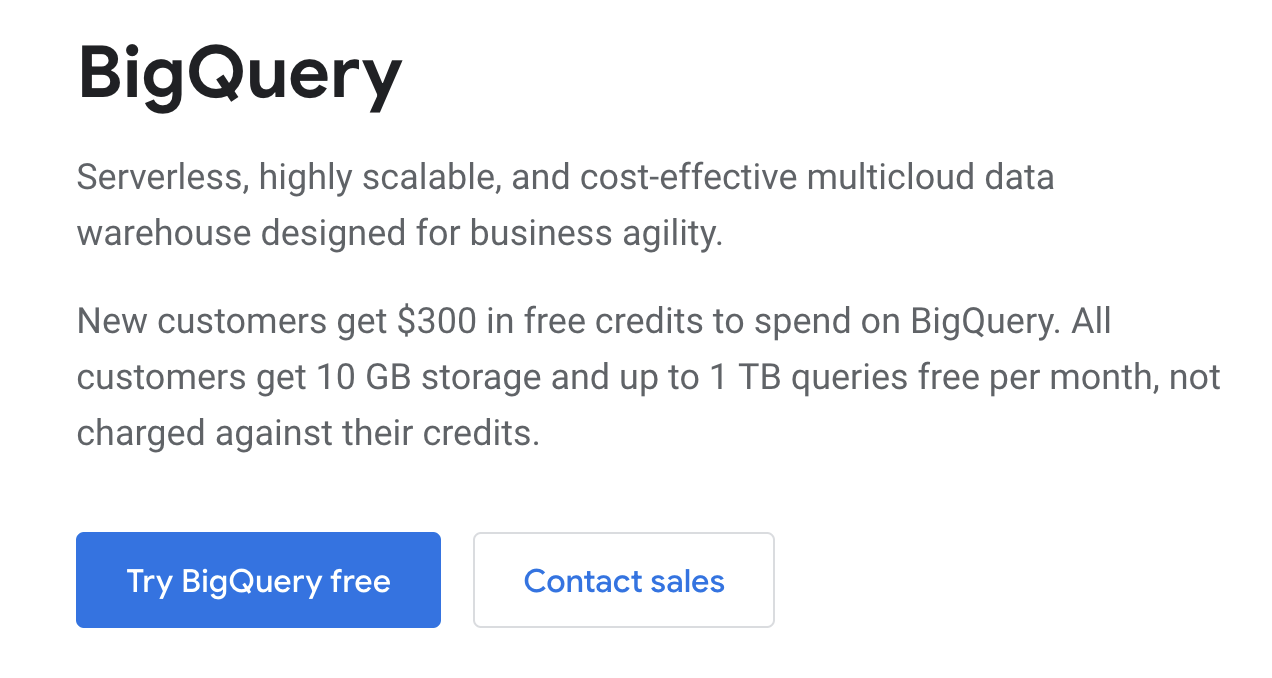 BigQuery
Serverless, highly scalable, and cost-effective multicloud data
warehouse designed for business agility.
New customers get $300 in free credits to spend on BigQuery. All
customers get 10 GB storage and up to 1 TB queries free per month, not
charged against their credits.
Try BigQuery free
Contact sales